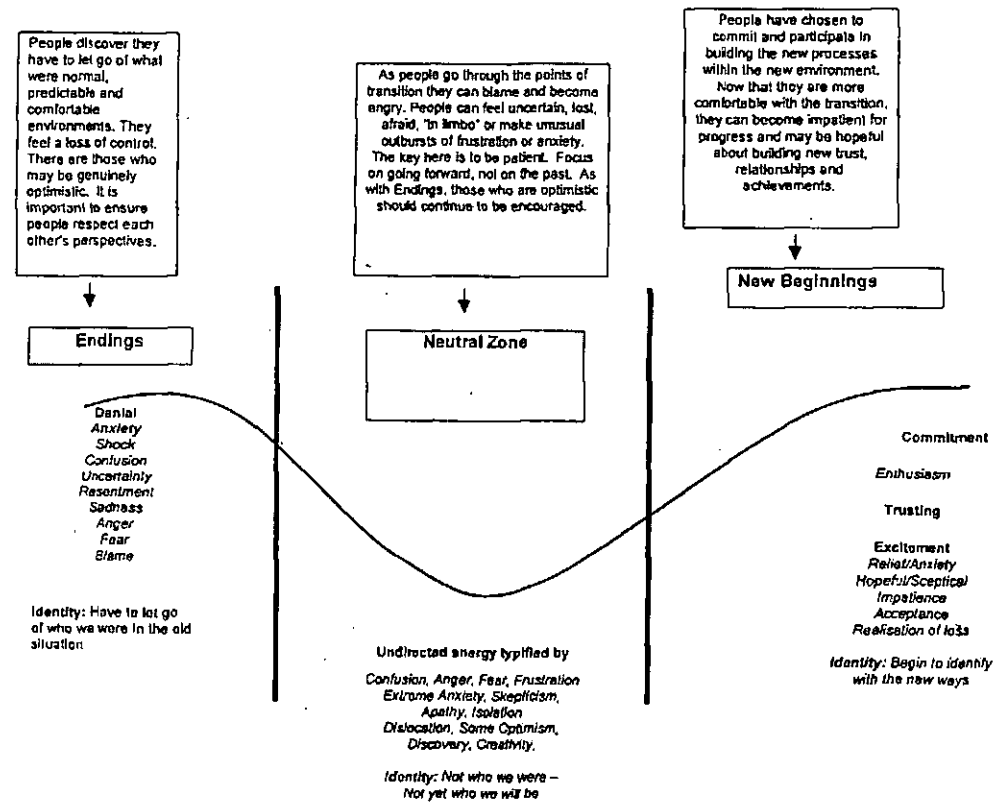 People discover they
have to let go of what
were normal,
predictable and
comfortable
environments. They
feel a loss of control.
There are those who
may be genuinely
optimistic. It is
important to ensure
people respect each
other's perspectives.
Endings
Denial
Anxiety
Shock
Confusion
Uncertainty
Resentment
Sadness
Anger
Fear
Blame
Identity: Have to let go
of who we were in the old
situation
As people go through the points of
transition they can blame and become
angry. People can feel uncertain, lost,
afraid, "in limbo" or make unusual
outbursts of frustration or anxiety.
The key here is to be patient. Focus
on going forward, not on the past. As
with Endings, those who are optimistic
should continue to be encouraged.
Neutral Zone
Undirected energy typified by
Confusion, Anger, Fear, Frustration
Extreme Anxiety, Skepticism,
Apathy, Isolation
Dislocation, Some Optimism,
Discovery, Creativity,
Identity: Not who we were –
Not yet who we will be
People have chosen to
commit and participate in
building the new processes
within the new environment.
Now that they are more
comfortable with the transition,
they can become impatient for
progress and may be hopeful
about building new trust,
relationships and
achievements.
New Beginnings
Commitment
Enthusiasm
Trusting
Excitement
Relief/Anxiety
Hopeful/Sceptical
Impatience
Acceptance
Realisation of loss
Identity: Begin to identify
with the new ways